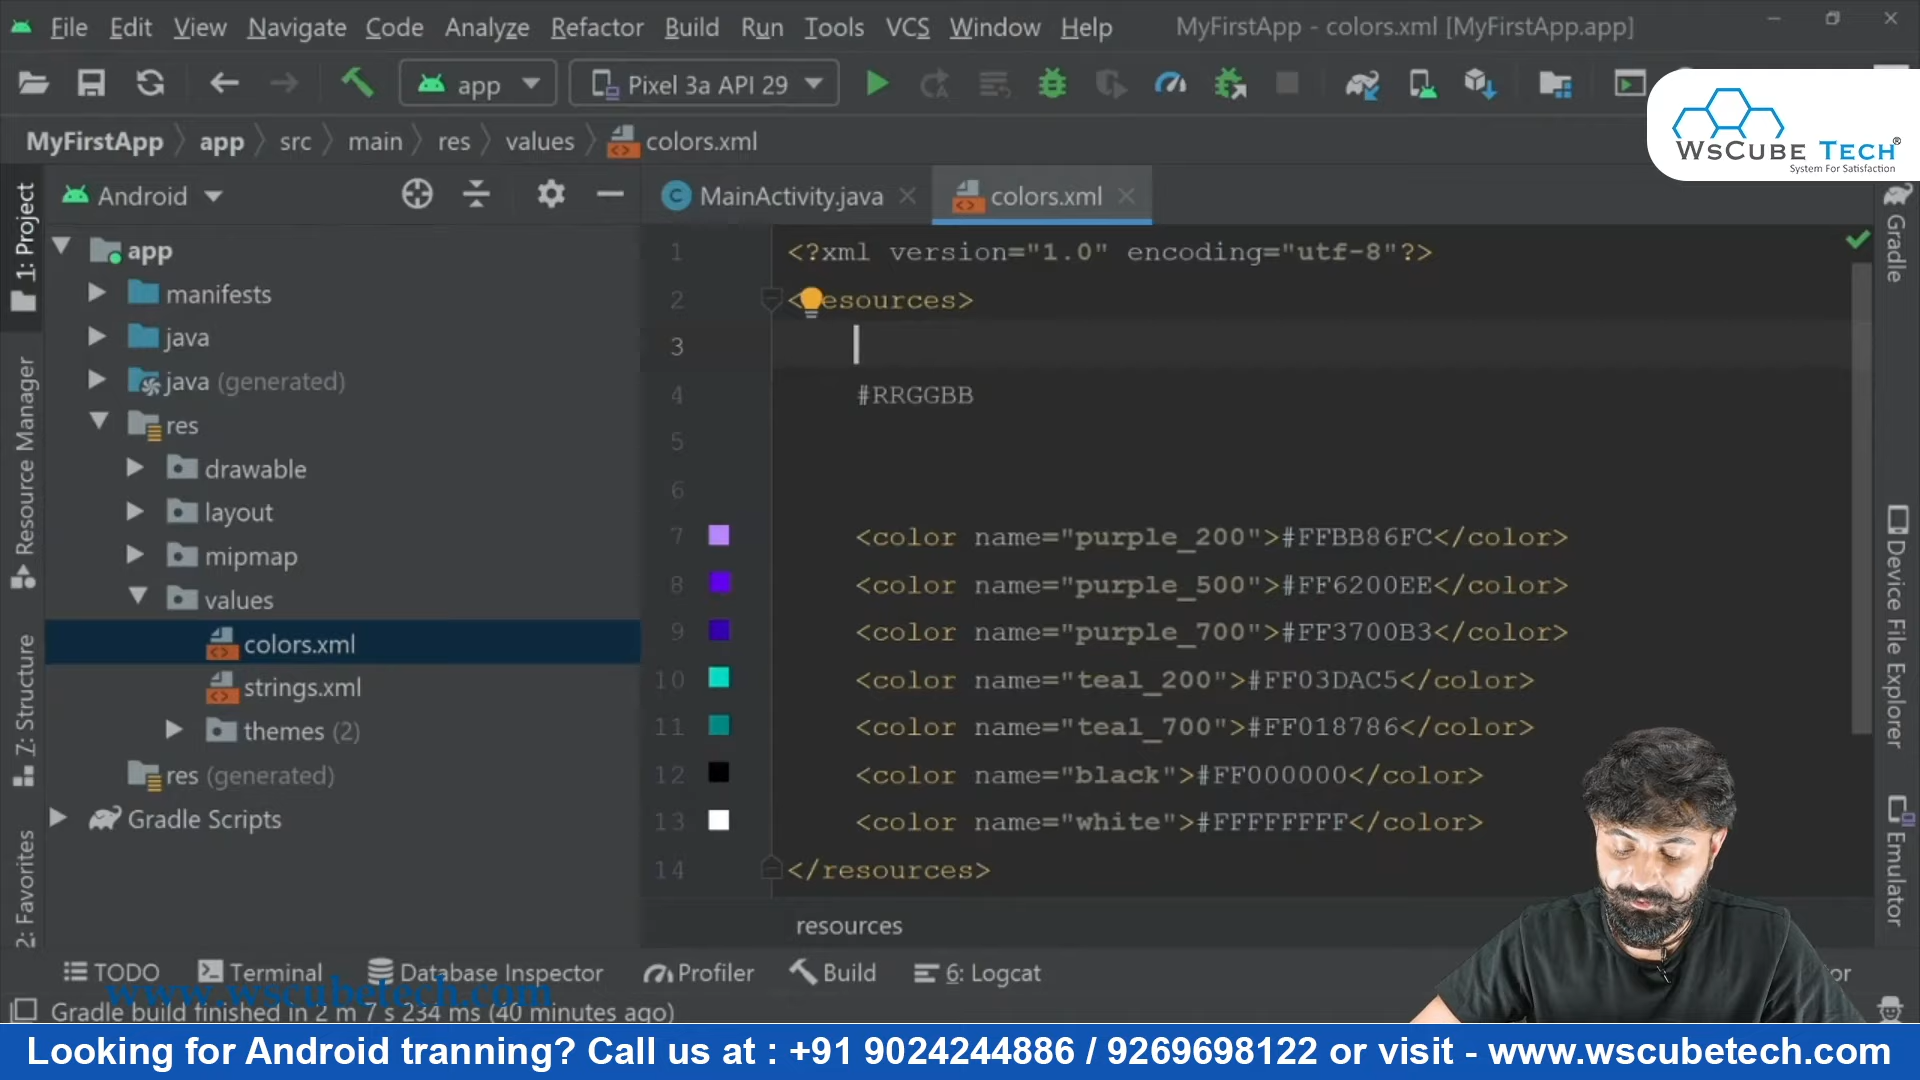 File Edit View Navigate Code Analyze Refactor Build Run Tools VCS Window Help MyFirstApp - colors.xml [MyFirstApp.app]
app Pixel 3a API 29
WsCube Tech®
System For Satisfaction
MyFirstApp app src main res values colors.xml
1: Project
Resource Manager
Z: Structure
2: Favorites
Android
app
manifests
java
java (generated)
res
drawable
layout
mipmap
values
colors.xml
strings.xml
themes (2)
res (generated)
Gradle Scripts
MainActivity.java colors.xml
1 <?xml version="1.0" encoding="utf-8"?>
2 <resources>
3
4 #RRGGBB
5
6
7 <color name="purple_200">#FFBB86FC</color>
8 <color name="purple_500">#FF6200EE</color>
9 <color name="purple_700">#FF3700B3</color>
10 <color name="teal_200">#FF03DAC5</color>
11 <color name="teal_700">#FF018786</color>
12 <color name="black">#FF000000</color>
13 <color name="white">#FFFFFFFF</color>
14 </resources>
resources
Gradle
Device File Explorer
Emulator
TODO Terminal Database Inspector Profiler Build 6: Logcat
www.wscubetech.com
Gradle build finished in 2 m 7 s 234 ms (40 minutes ago)
Looking for Android tranning? Call us at : +91 9024244886 / 9269698122 or visit - www.wscubetech.com